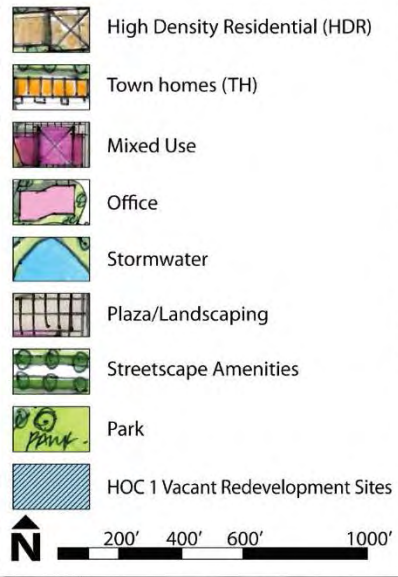 High Density Residential (HDR)
Town homes (TH)
Mixed Use
Office
Stormwater
Plaza/Landscaping
Streetscape Amenities
Park
PARK.
HOC 1 Vacant Redevelopment Sites
N
200' 400' 600' 1000'